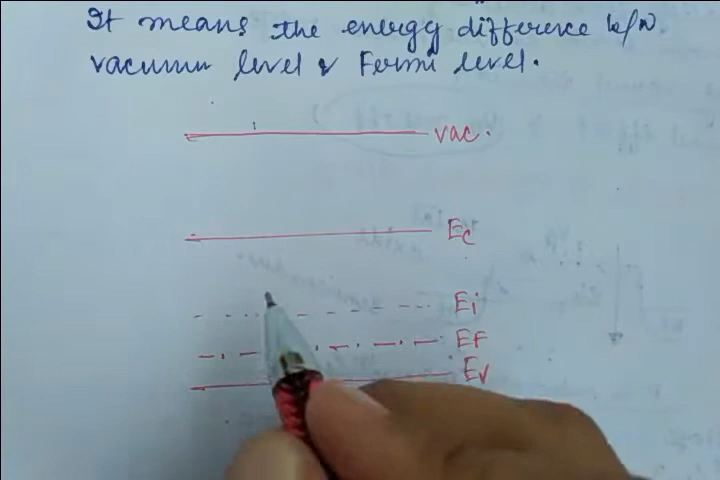 It means the energy difference b/w
vacuum level & Fermi level.
vac.
Ec
Ei
EF
Ev